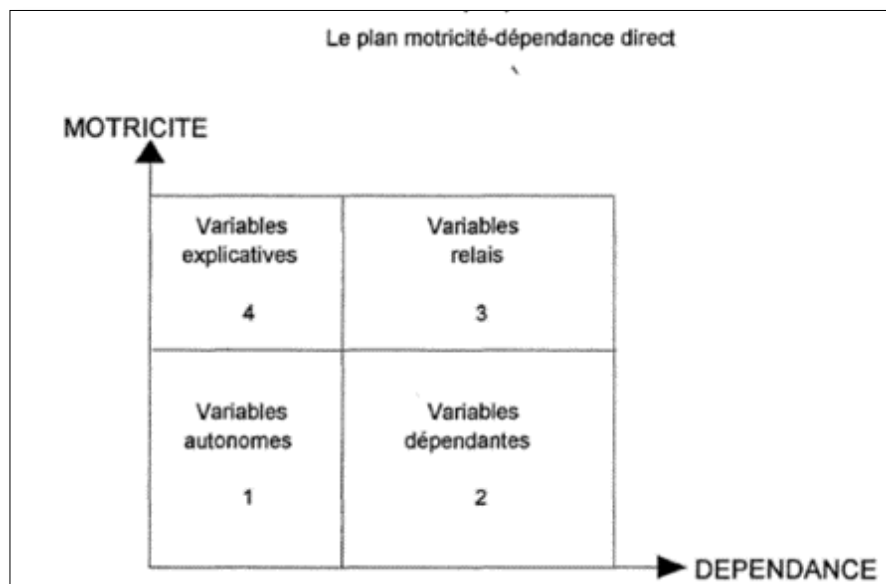 Le plan motricité-dépendance direct
MOTRICITE
Variables
explicatives
4
Variables
relais
3
Variables
autonomes
1
Variables
dépendantes
2
DEPENDANCE